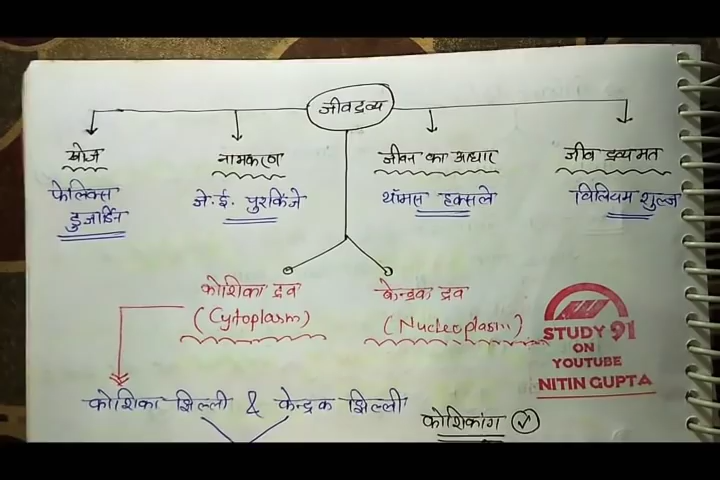 जीवद्रव्य
खोज
नामकरण
जीवन का आधार
जीव द्रव्यमत
फेलिक्स
डुजार्डिन
जे. ई. पुरकिंजे
थॉमस हक्सले
विलियम शुल्ज
कोशिका द्रव
(Cytoplasm)
केन्द्रक द्रव
(Nucleoplasm)
STUDY 91
ON
YOUTUBE
NITIN GUPTA
कोशिका झिल्ली & केन्द्रक झिल्ली
कोशिकांग